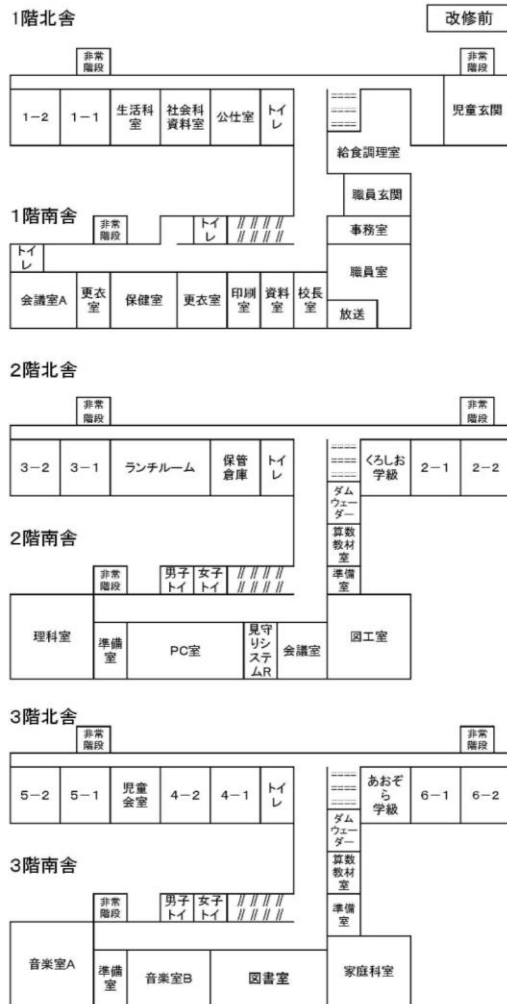 1階北舎
改修前
非常
階段
非常
階段
1－2
1－1
生活科
室
社会科
資料室
公仕室
トイ
レ
児童玄関
給食調理室
職員玄関
1階南舎
非常
階段
トイ
レ
事務室
トイ
レ
会議室A
更衣
室
保健室
更衣室
印刷
室
資料
室
校長
室
職員室
放送
2階北舎
非常
階段
非常
階段
3－2
3－1
ランチルーム
保管
倉庫
トイ
レ
くろしお
学級
2－1
2－2
ダム
ウェー
ダー
算数
教材
室
準備
室
2階南舎
非常
階段
男子
トイ
女子
トイ
理科室
準備
室
PC室
見守
りシ
ステ
ムR
会議室
図工室
3階北舎
非常
階段
非常
階段
5－2
5－1
児童
会室
4－2
4－1
トイ
レ
あおぞ
ら
学級
6－1
6－2
ダム
ウェー
ダー
算数
教材
室
準備
室
3階南舎
非常
階段
男子
トイ
女子
トイ
音楽室A
準備
室
音楽室B
図書室
家庭科室